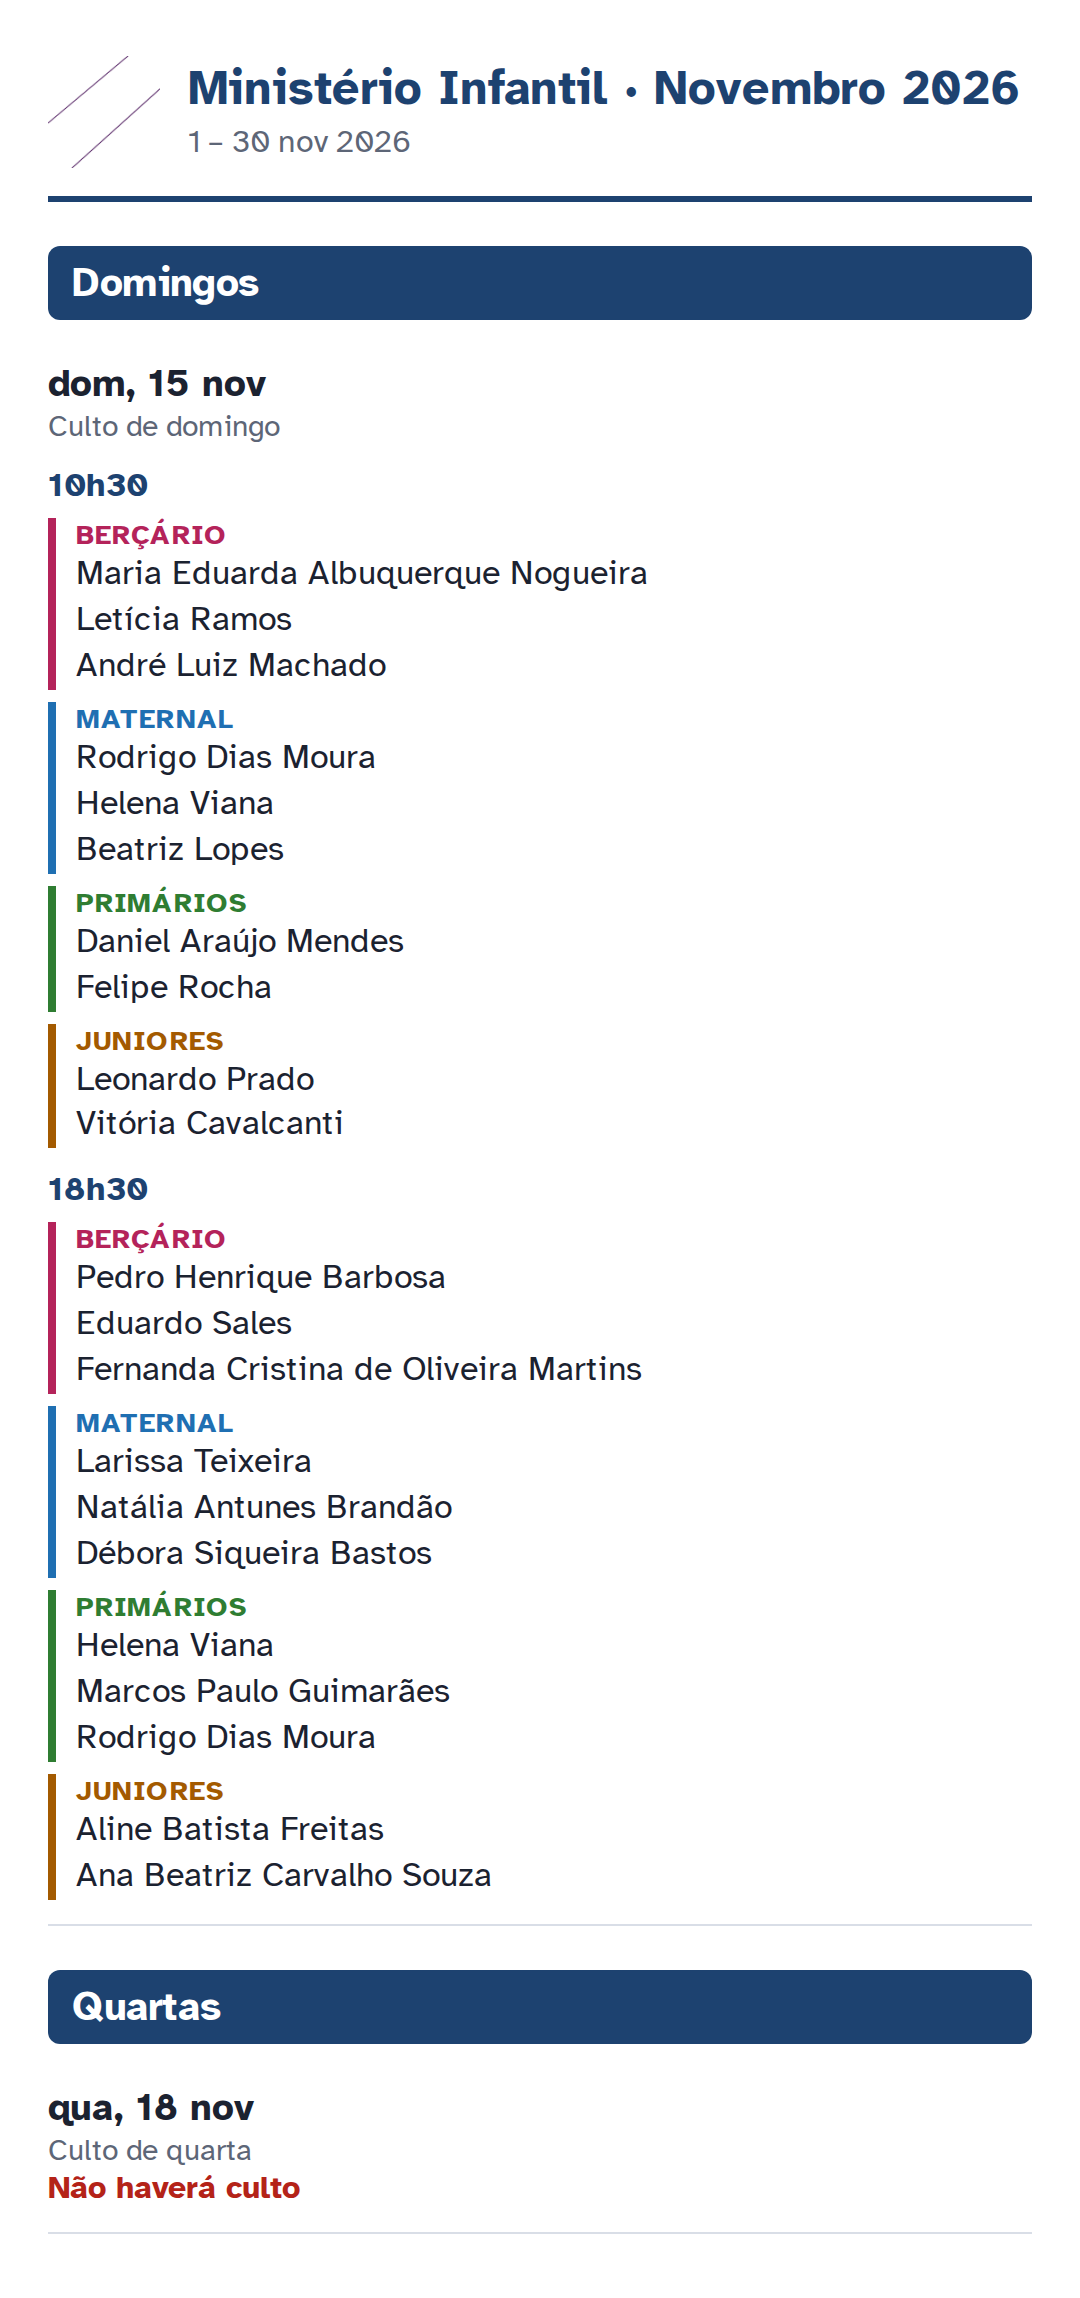 Ministério Infantil • Novembro 2026
1 – 30 nov 2026
Domingos
dom, 15 nov
Culto de domingo
10h30
BERÇÁRIO
Maria Eduarda Albuquerque Nogueira
Letícia Ramos
André Luiz Machado
MATERNAL
Rodrigo Dias Moura
Helena Viana
Beatriz Lopes
PRIMÁRIOS
Daniel Araújo Mendes
Felipe Rocha
JUNIORES
Leonardo Prado
Vitória Cavalcanti
18h30
BERÇÁRIO
Pedro Henrique Barbosa
Eduardo Sales
Fernanda Cristina de Oliveira Martins
MATERNAL
Larissa Teixeira
Natália Antunes Brandão
Débora Siqueira Bastos
PRIMÁRIOS
Helena Viana
Marcos Paulo Guimarães
Rodrigo Dias Moura
JUNIORES
Aline Batista Freitas
Ana Beatriz Carvalho Souza
Quartas
qua, 18 nov
Culto de quarta
Não haverá culto